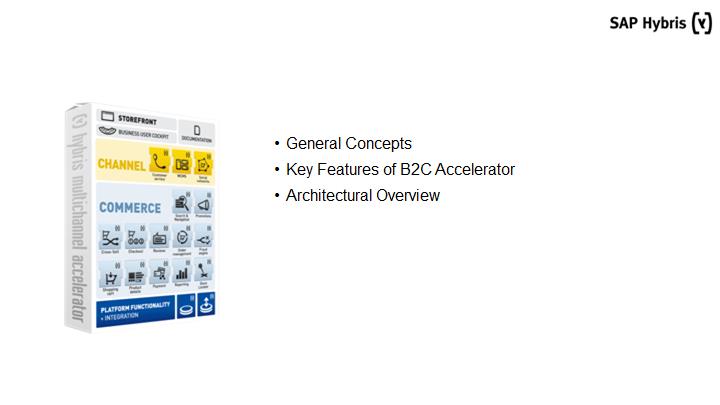 SAP Hybris (Y)
(Y) hybris multichannel accelerator
STOREFRONT
BUSINESS USER COCKPIT
DOCUMENTATION
CHANNEL
Customer service
WCMS
Social networks
COMMERCE
Search & Navigation
Promotions
Cross-Sell
Checkout
Reviews
Order management
Fraud engine
Shopping cart
Product details
Payment
Reporting
Store Locator
PLATFORM FUNCTIONALITY
+ INTEGRATION
• General Concepts
• Key Features of B2C Accelerator
• Architectural Overview